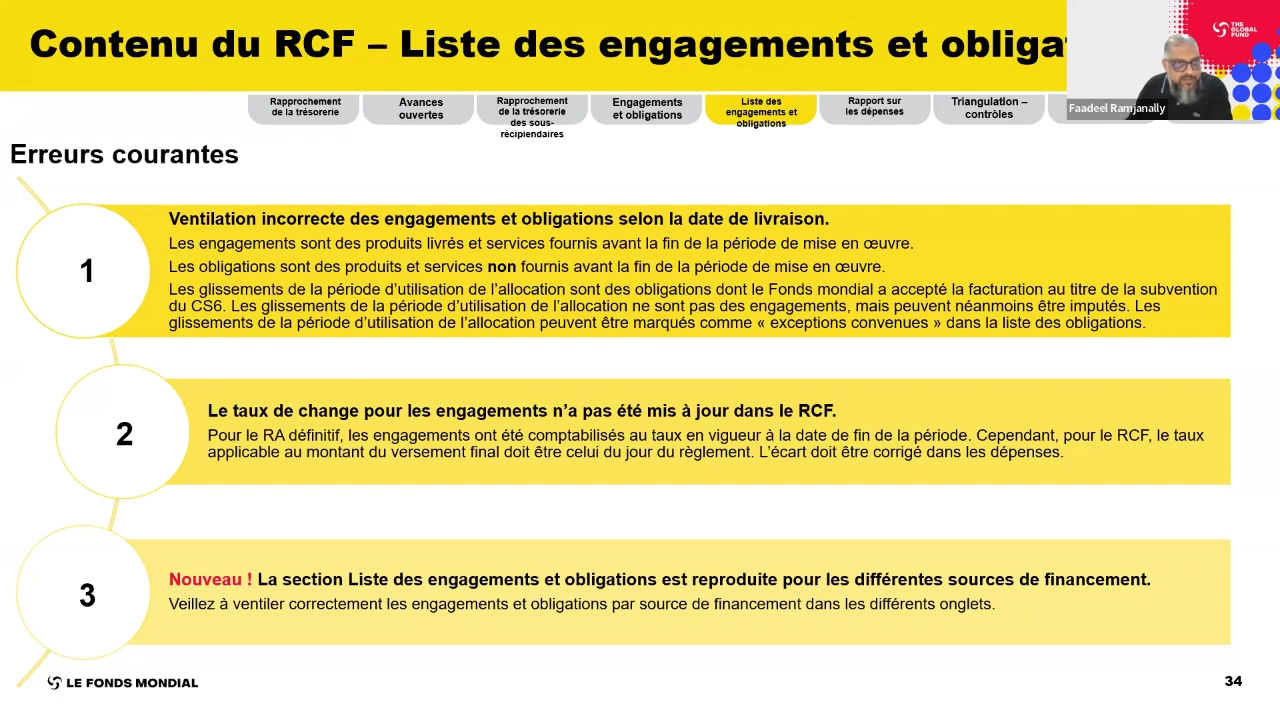 Contenu du RCF – Liste des engagements et obliga
THE
GLOBAL
FUND
Faadeel Ramjanally
Rapprochement
de la trésorerie
Avances
ouvertes
Rapprochement
de la trésorerie
des sous-
récipiendaires
Engagements
et obligations
Liste des
engagements et
obligations
Rapport sur
les dépenses
Triangulation –
contrôles
Erreurs courantes
1
Ventilation incorrecte des engagements et obligations selon la date de livraison.
Les engagements sont des produits livrés et services fournis avant la fin de la période de mise en œuvre.
Les obligations sont des produits et services non fournis avant la fin de la période de mise en œuvre.
Les glissements de la période d’utilisation de l’allocation sont des obligations dont le Fonds mondial a accepté la facturation au titre de la subvention
du CS6. Les glissements de la période d’utilisation de l’allocation ne sont pas des engagements, mais peuvent néanmoins être imputés. Les
glissements de la période d’utilisation de l’allocation peuvent être marqués comme « exceptions convenues » dans la liste des obligations.
2
Le taux de change pour les engagements n’a pas été mis à jour dans le RCF.
Pour le RA définitif, les engagements ont été comptabilisés au taux en vigueur à la date de fin de la période. Cependant, pour le RCF, le taux
applicable au montant du versement final doit être celui du jour du règlement. L’écart doit être corrigé dans les dépenses.
3
Nouveau ! La section Liste des engagements et obligations est reproduite pour les différentes sources de financement.
Veillez à ventiler correctement les engagements et obligations par source de financement dans les différents onglets.
LE FONDS MONDIAL
34